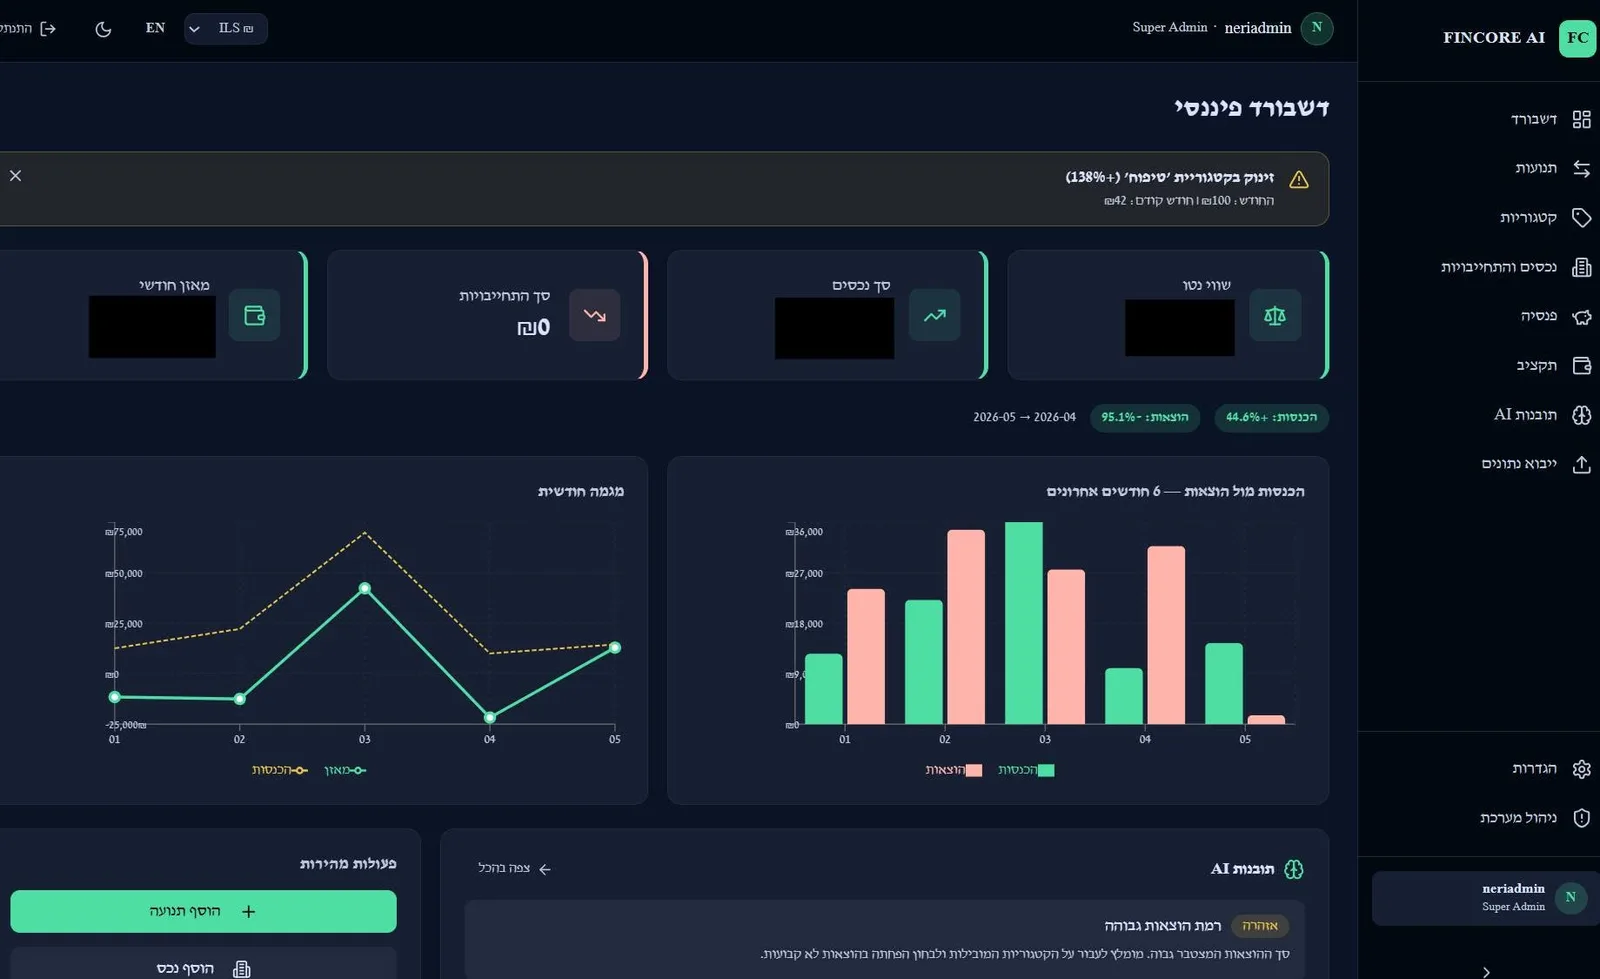 FC FINCORE AI
neriadmin · Super Admin N
₪ ILS
EN
דשבורד
תנועות
קטגוריות
נכסים והתחייבויות
פנסיה
תקציב
תובנות AI
ייבוא נתונים
הגדרות
ניהול מערכת
neriadmin
Super Admin
N
דשבורד פיננסי
זינוק בקטגוריית 'טיפוח' (+138%)
החודש: ₪100 | חודש קודם: ₪42
שווי נטו
סך נכסים
סך התחייבויות
₪0
מאזן חודשי
הכנסות: +44.6%
הוצאות: -95.1%
2026-04 → 2026-05
הכנסות מול הוצאות — 6 חודשים אחרונים
₪36,000
₪27,000
₪18,000
₪0
01 02 03 04 05
הכנסות הוצאות
מגמה חודשית
₪75,000
₪50,000
₪25,000
₪0
-25,000₪
01 02 03 04 05
מאזן הכנסות
תובנות AI
צפה בהכל
אזהרה רמת הוצאות גבוהה
סך ההוצאות המצטבר גבוה. מומלץ לעבור על הקטגוריות המובילות ולבחון הפחתה בהוצאות לא קבועות.
פעולות מהירות
הוסף תנועה
הוסף נכס